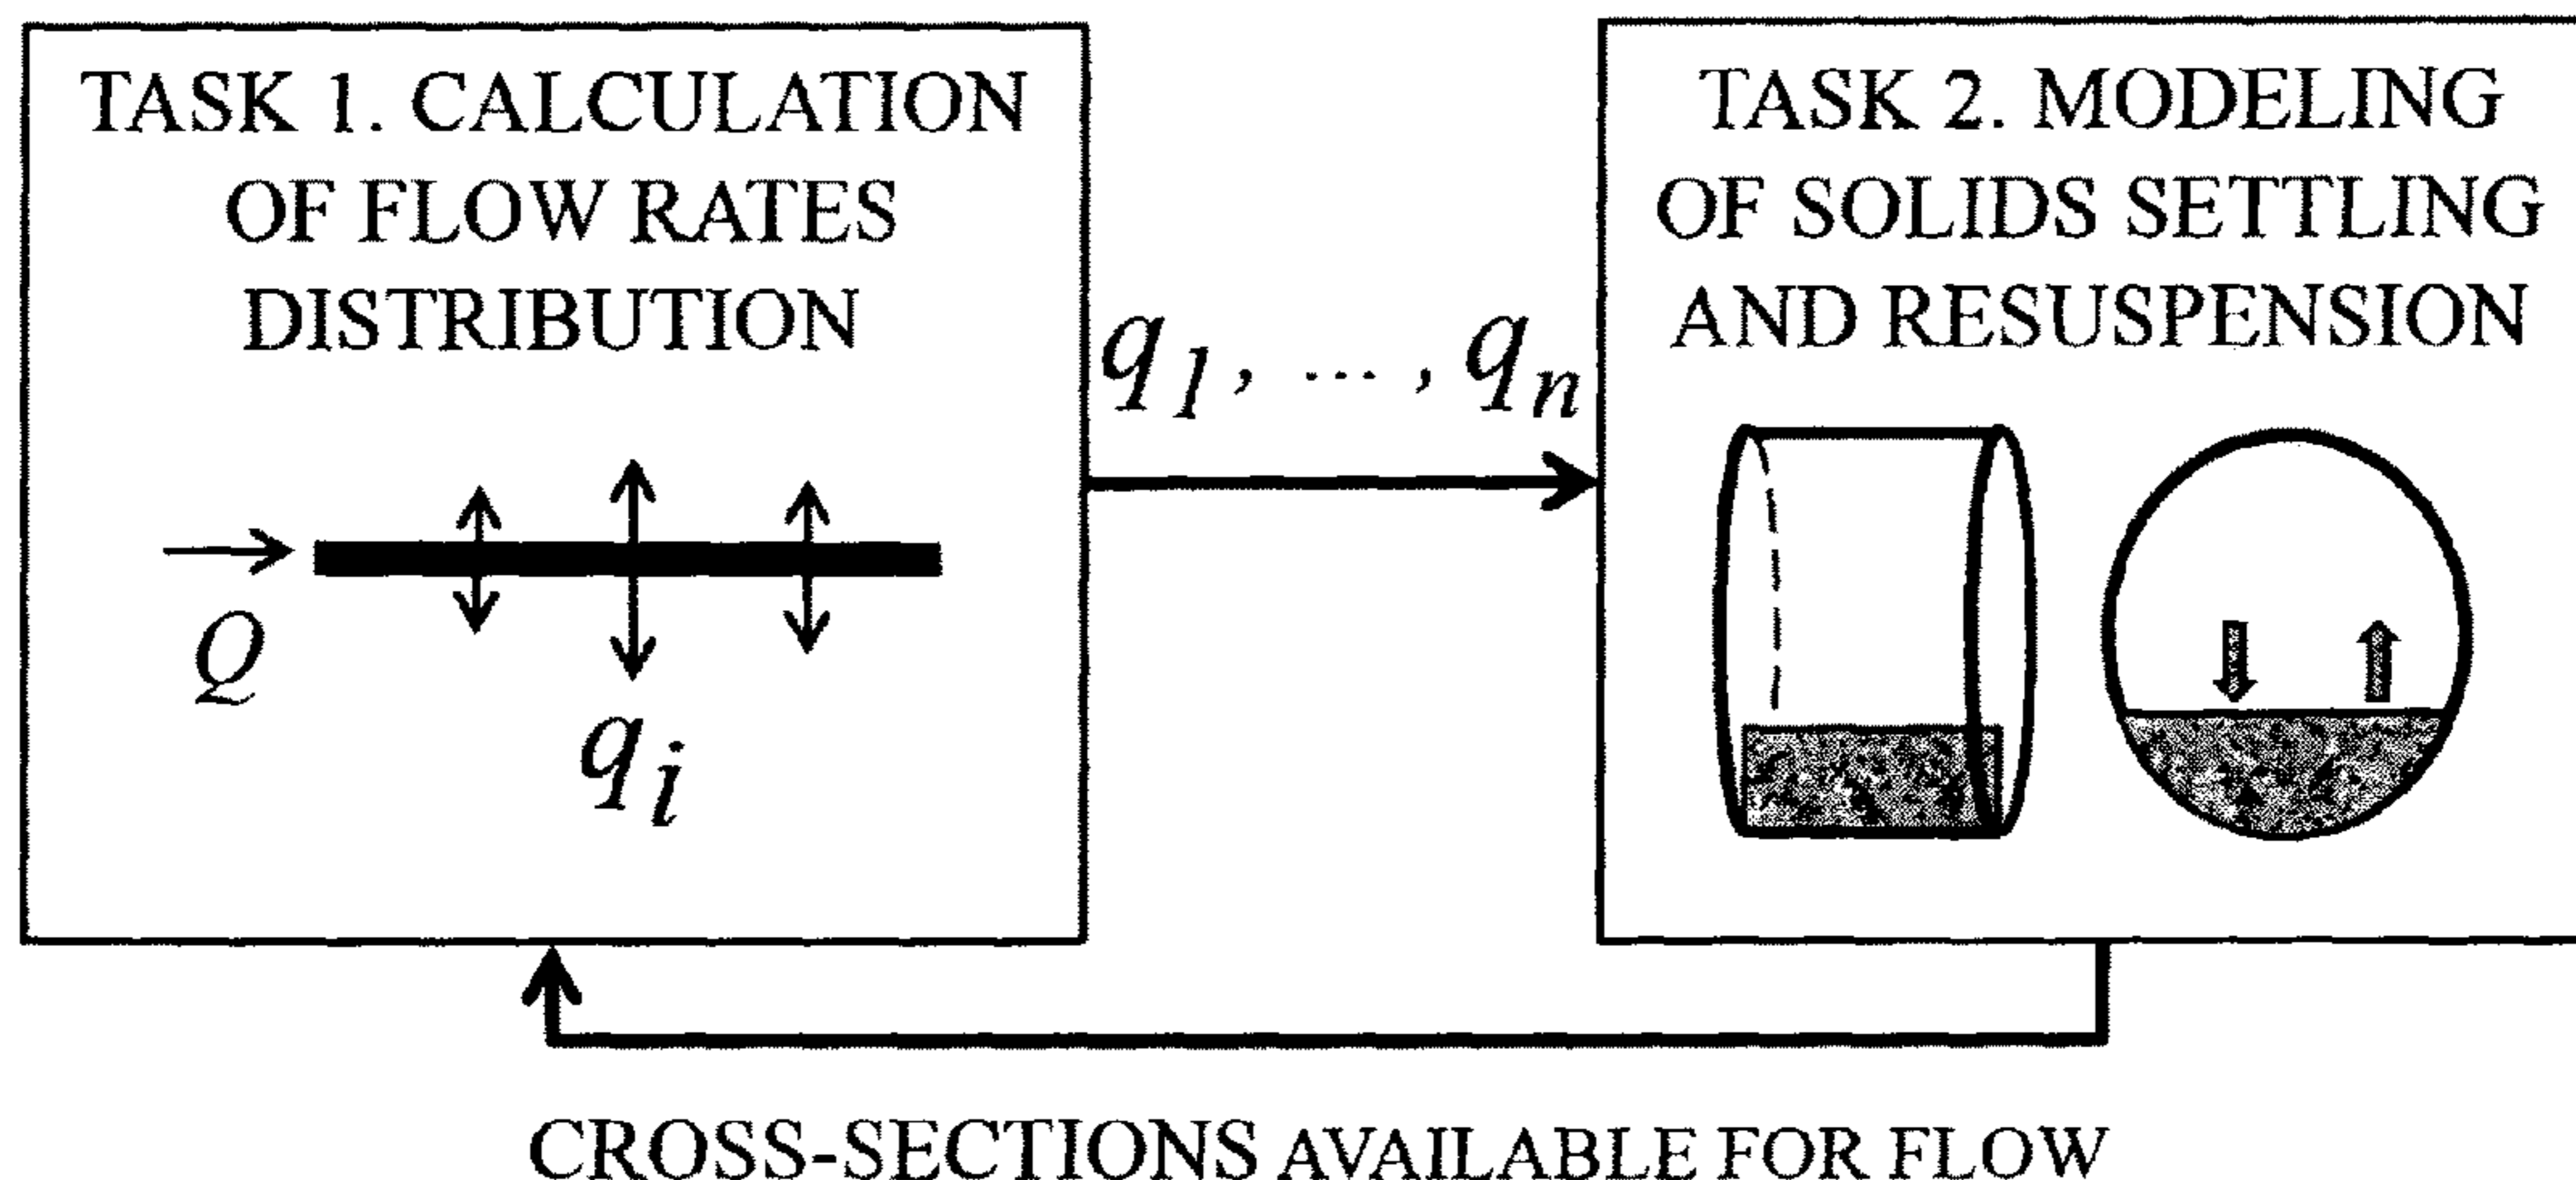 TASK 1. CALCULATION
OF FLOW RATES
DISTRIBUTION
Q
q_i
q_1, ... , q_n
TASK 2. MODELING
OF SOLIDS SETTLING
AND RESUSPENSION
CROSS-SECTIONS AVAILABLE FOR FLOW